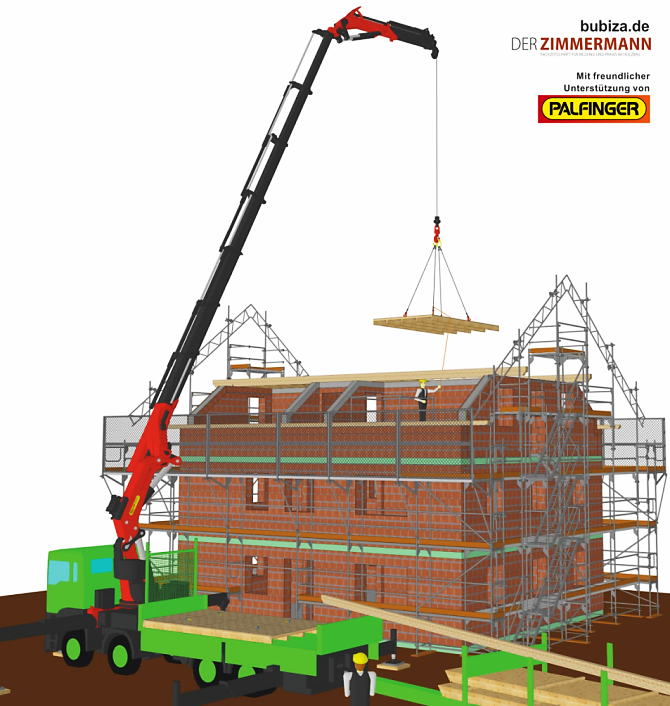 bubiza.de
DER ZIMMERMANN
Mit freundlicher
Unterstützung von
PALFINGER